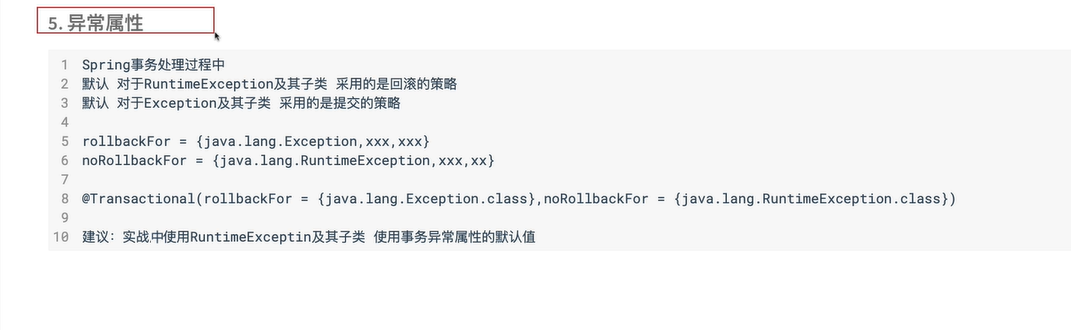 5. 异常属性
1 Spring事务处理过程中
2 默认 对于RuntimeException及其子类 采用的是回滚的策略
3 默认 对于Exception及其子类 采用的是提交的策略
4
5 rollbackFor = {java.lang.Exception,xxx,xxx}
6 noRollbackFor = {java.lang.RuntimeException,xxx,xx}
7
8 @Transactional(rollbackFor = {java.lang.Exception.class},noRollbackFor = {java.lang.RuntimeException.class})
9
10 建议：实战中使用RuntimeExceptin及其子类 使用事务异常属性的默认值